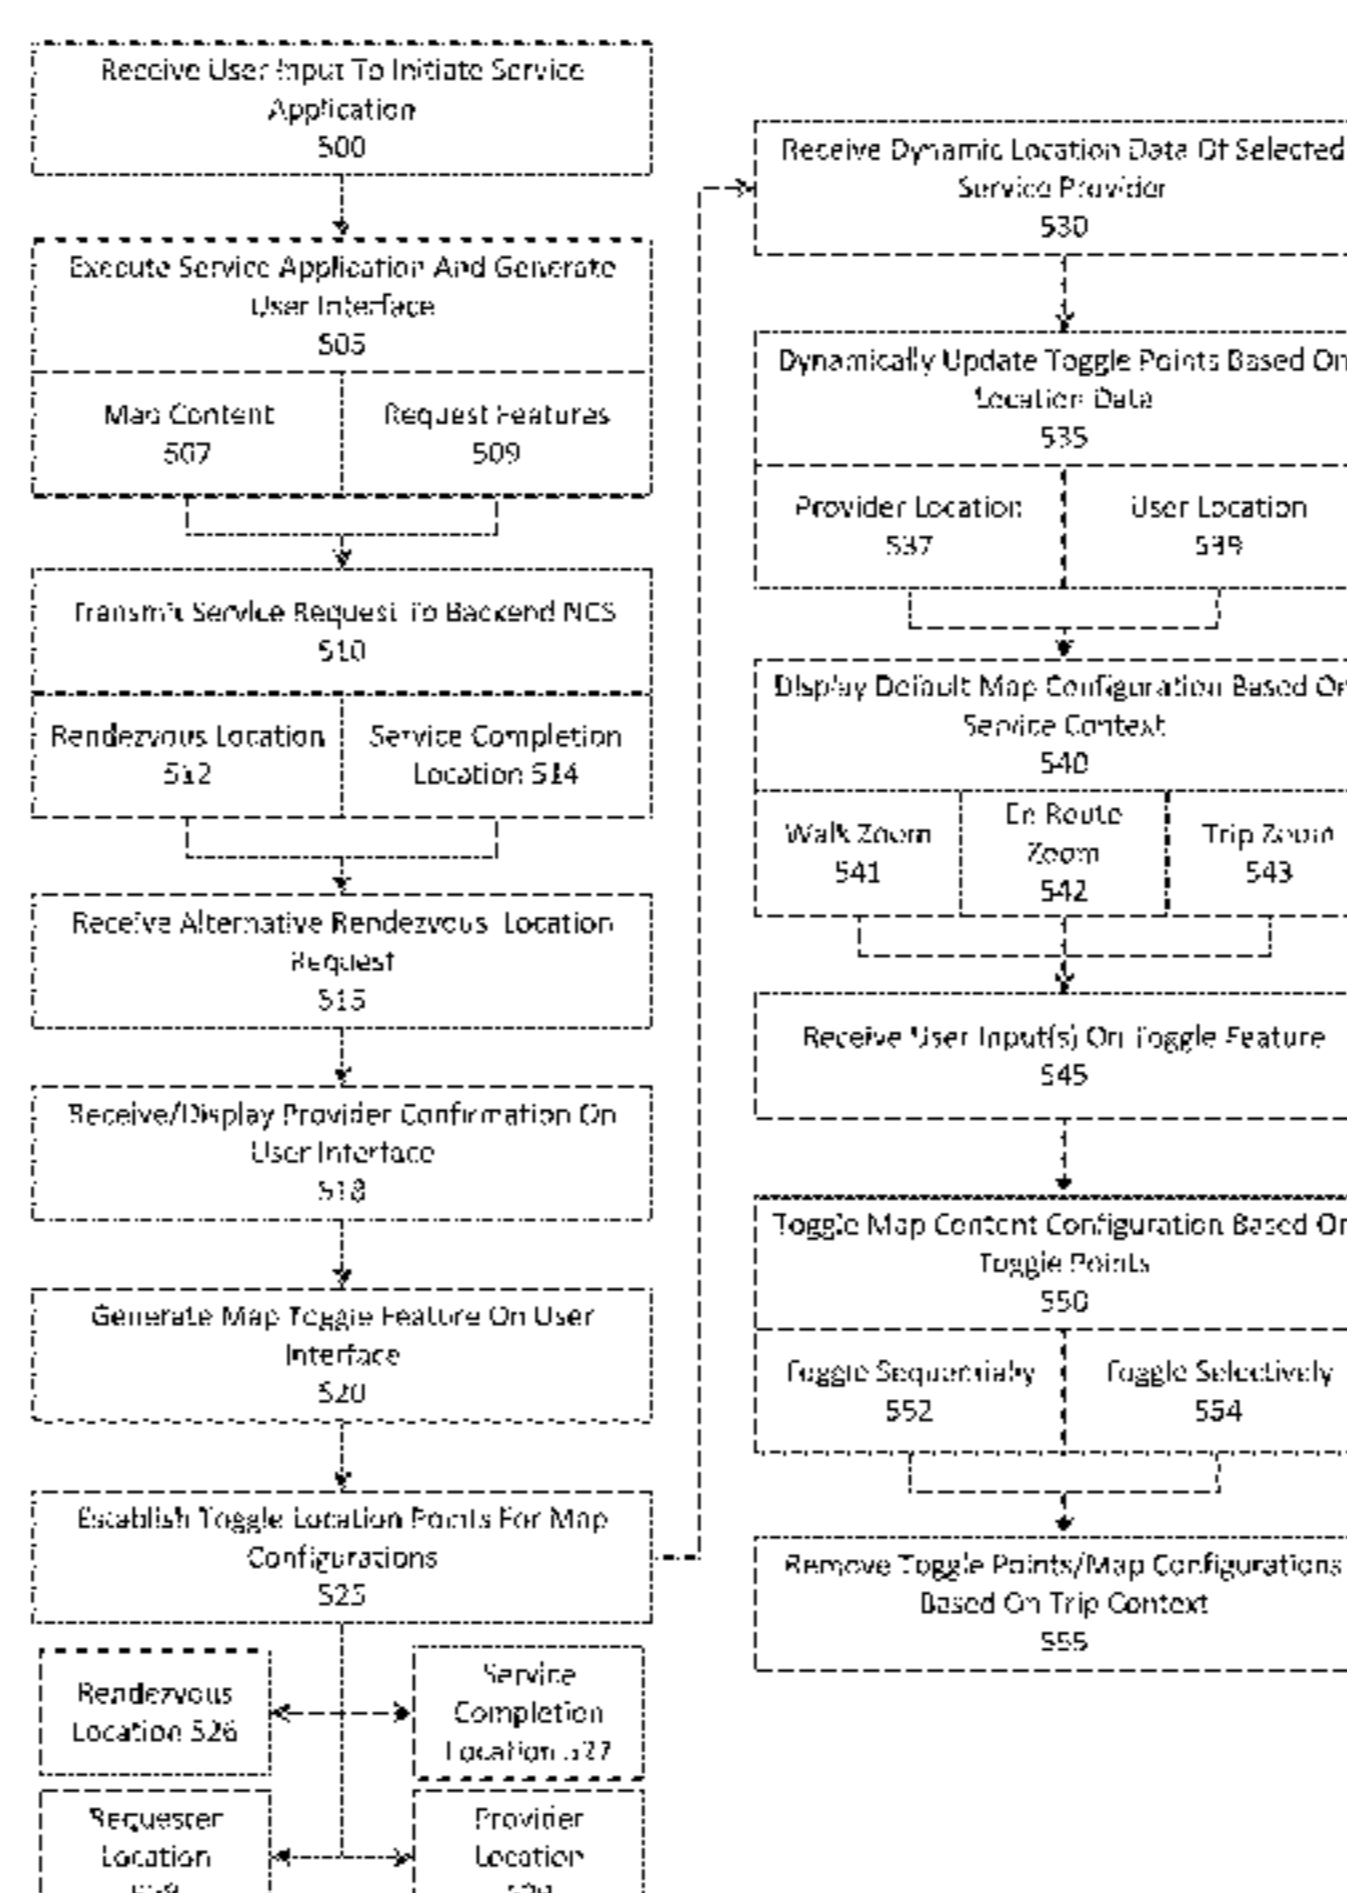 Receive User Input To Initiate Service
Application
500
Execute Service Application And Generate
User Interface
505
Map Content
507
Request Features
509
Transmit Service Request To Backend NCS
510
Rendezvous Location
512
Service Completion
Location 514
Receive Alternative Rendezvous Location
Request
515
Receive/Display Provider Confirmation On
User Interface
518
Generate Map Toggle Feature On User
Interface
520
Establish Toggle Location Points For Map
Configurations
525
Rendezvous
Location 526
Service
Completion
Location 527
Requester
Location
Provider
Location
Receive Dynamic Location Data Of Selected
Service Provider
530
Dynamically Update Toggle Points Based On
Location Data
535
Provider Location
537
User Location
539
Display Default Map Configuration Based On
Service Context
540
Walk Zoom
541
En Route
Zoom
542
Trip Zoom
543
Receive User Input(s) On Toggle Feature
545
Toggle Map Content Configuration Based On
Toggle Points
550
Toggle Sequentially
552
Toggle Selectively
554
Remove Toggle Points/Map Configurations
Based On Trip Context
555